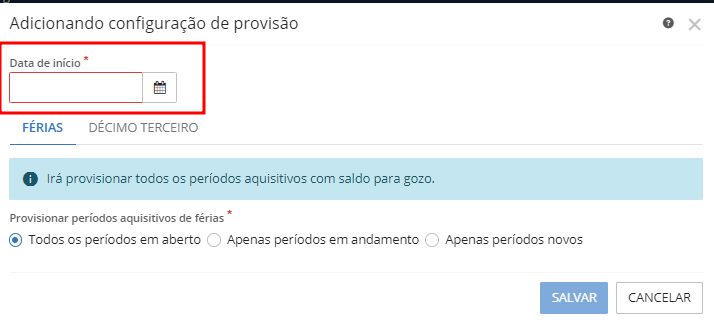 Adicionando configuração de provisão
Data de início *
FÉRIAS DÉCIMO TERCEIRO
Irá provisionar todos os períodos aquisitivos com saldo para gozo.
Provisionar períodos aquisitivos de férias *
Todos os períodos em aberto Apenas períodos em andamento Apenas períodos novos
SALVAR CANCELAR